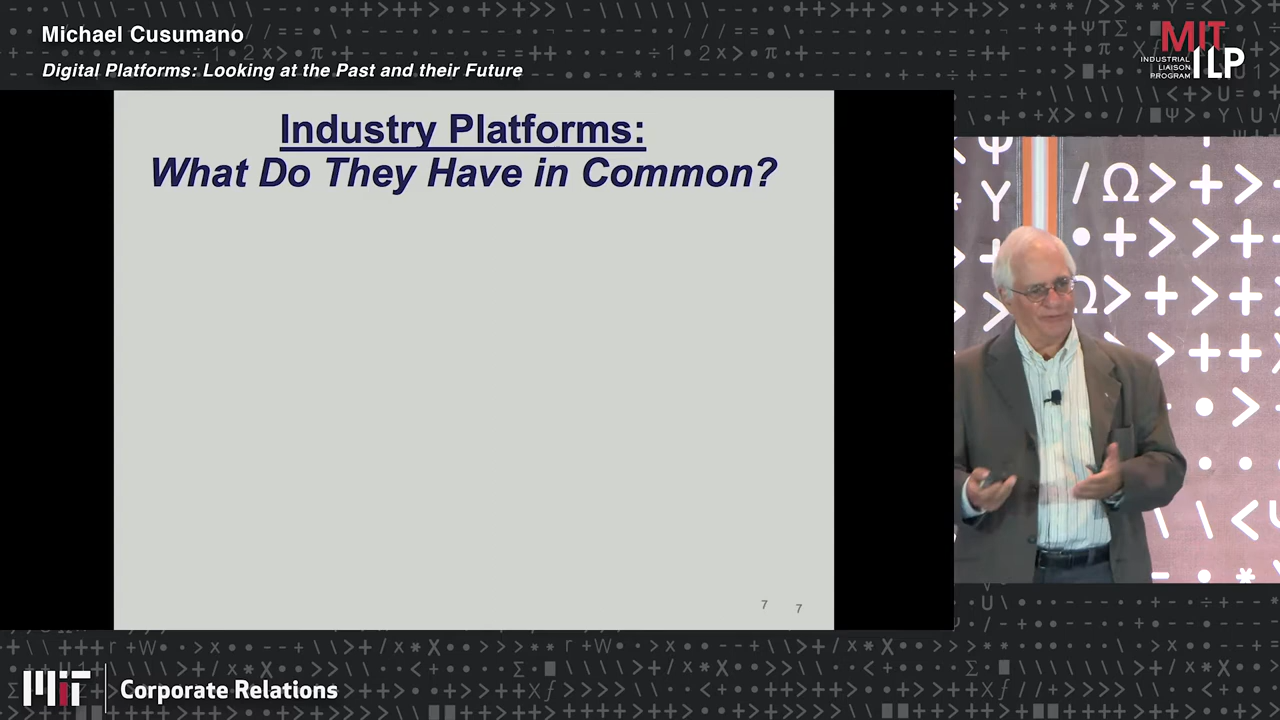 Michael Cusumano
Digital Platforms: Looking at the Past and their Future
MIT
INDUSTRIAL
LIAISON
PROGRAM
ILP
Industry Platforms:
What Do They Have in Common?
7 7
MIT
Corporate Relations